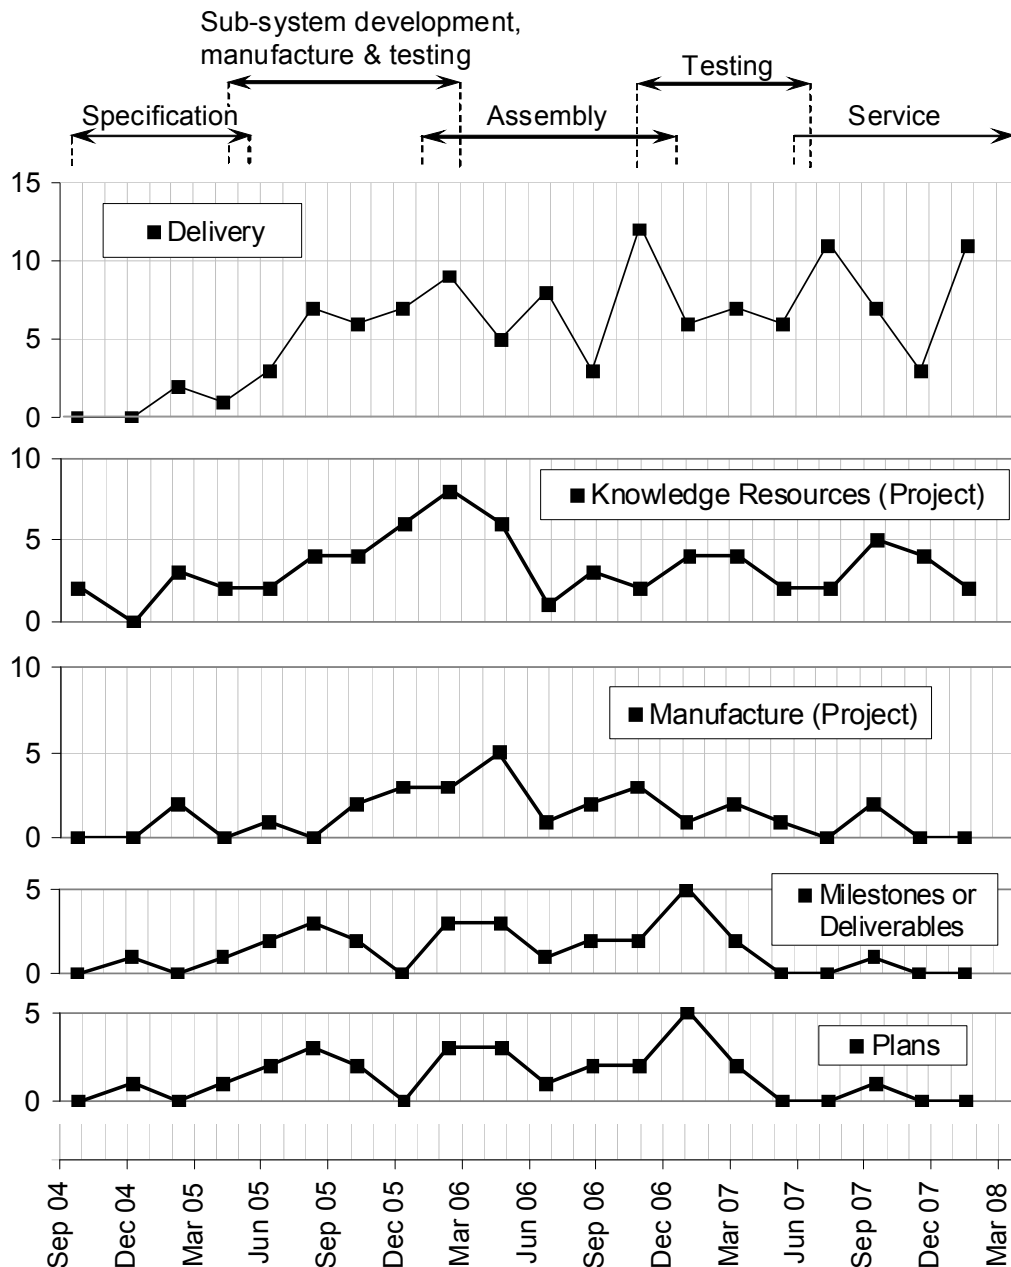 Sub-system development,
manufacture & testing
Testing
Specification
Assembly
Service
15
10
5
0
Delivery
10
5
0
Knowledge Resources (Project)
10
5
0
Manufacture (Project)
5
0
Milestones or
Deliverables
5
0
Plans
Sep 04
Dec 04
Mar 05
Jun 05
Sep 05
Dec 05
Mar 06
Jun 06
Sep 06
Dec 06
Mar 07
Jun 07
Sep 07
Dec 07
Mar 08